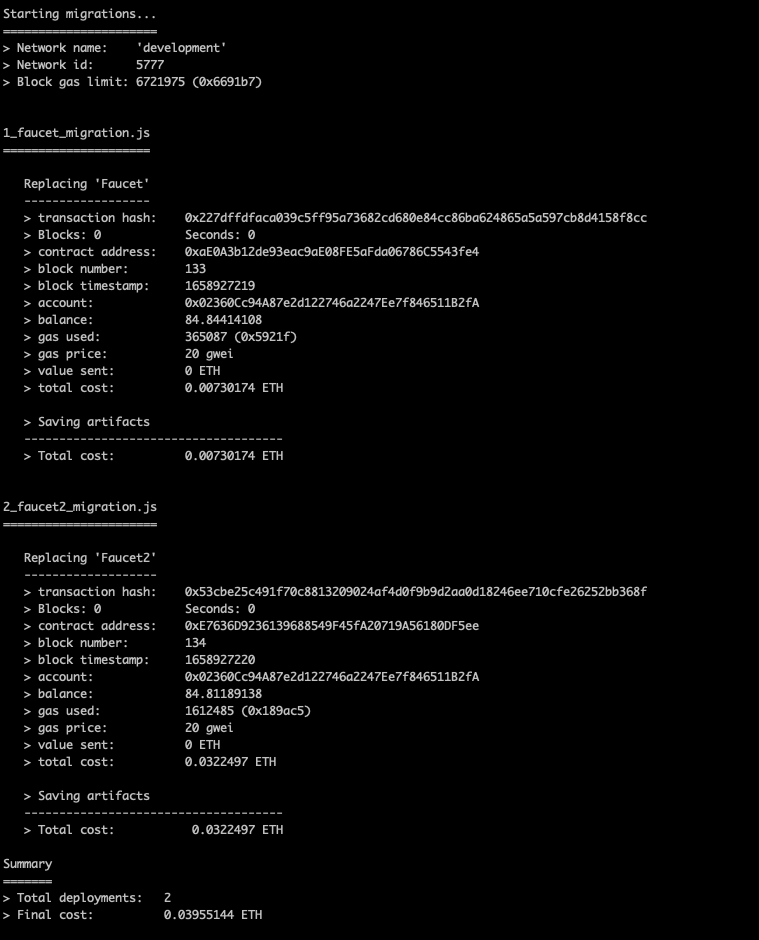 Starting migrations...
======================
> Network name:    'development'
> Network id:      5777
> Block gas limit: 6721975 (0x6691b7)
1_faucet_migration.js
=====================
Replacing 'Faucet'
------------------
> transaction hash:    0x227dffdfaca039c5ff95a73682cd680e84cc86ba624865a5a597cb8d4158f8cc
> Blocks: 0            Seconds: 0
> contract address:    0xaE0A3b12de93eac9aE08FE5aFda06786C5543fe4
> block number:        133
> block timestamp:     1658927219
> account:             0x02360Cc94A87e2d122746a2247Ee7f846511B2fA
> balance:             84.84414108
> gas used:            365087 (0x5921f)
> gas price:           20 gwei
> value sent:          0 ETH
> total cost:          0.00730174 ETH
> Saving artifacts
-------------------------------------
> Total cost:          0.00730174 ETH
2_faucet2_migration.js
======================
Replacing 'Faucet2'
-------------------
> transaction hash:    0x53cbe25c491f70c8813209024af4d0f9b9d2aa0d18246ee710cfe26252bb368f
> Blocks: 0            Seconds: 0
> contract address:    0xE7636D9236139688549F45fA20719A56180DF5ee
> block number:        134
> block timestamp:     1658927220
> account:             0x02360Cc94A87e2d122746a2247Ee7f846511B2fA
> balance:             84.81189138
> gas used:            1612485 (0x189ac5)
> gas price:           20 gwei
> value sent:          0 ETH
> total cost:          0.0322497 ETH
> Saving artifacts
-------------------------------------
> Total cost:           0.0322497 ETH
Summary
=======
> Total deployments:   2
> Final cost:          0.03955144 ETH